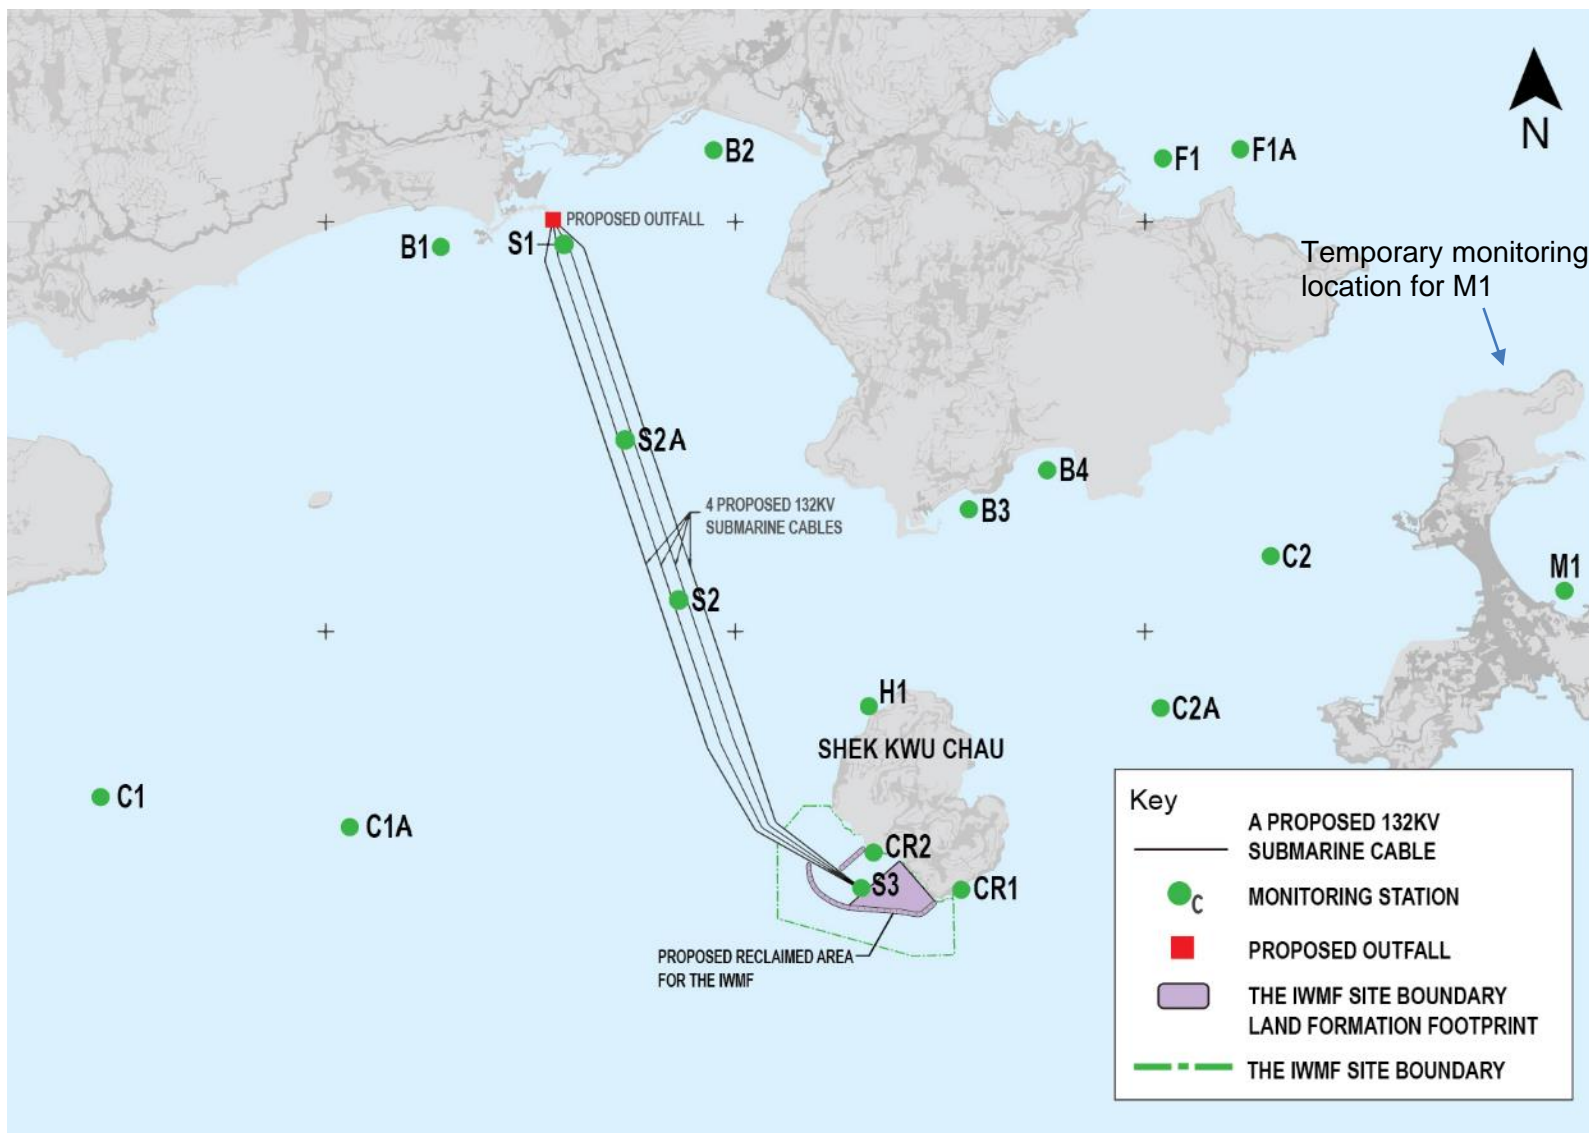 N
B2
F1
F1A
PROPOSED OUTFALL
B1
S1
Temporary monitoring
location for M1
S2A
B4
4 PROPOSED 132KV
SUBMARINE CABLES
B3
C2
M1
S2
H1
C2A
SHEK KWU CHAU
C1
C1A
CR2
S3
CR1
PROPOSED RECLAIMED AREA
FOR THE IWMF
Key
A PROPOSED 132KV
SUBMARINE CABLE
C
MONITORING STATION
PROPOSED OUTFALL
THE IWMF SITE BOUNDARY
LAND FORMATION FOOTPRINT
THE IWMF SITE BOUNDARY